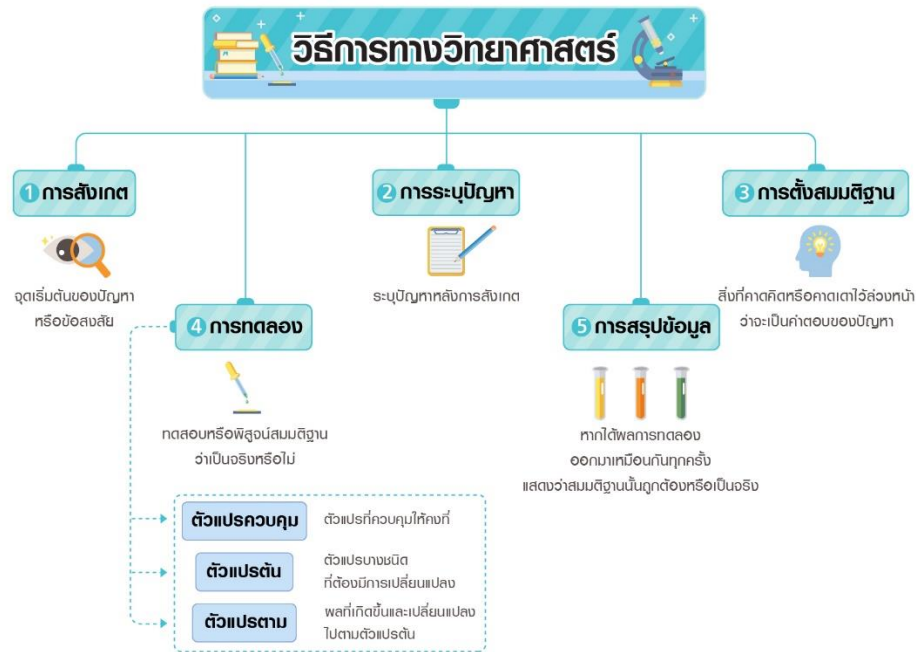 วิธีการทางวิทยาศาสตร์
1 การสังเกต
จุดเริ่มต้นของปัญหา
หรือข้อสงสัย
2 การระบุปัญหา
ระบุปัญหาหลังการสังเกต
3 การตั้งสมมติฐาน
สิ่งที่คาดคิดหรือคาดเดาไว้ล่วงหน้า
ว่าจะเป็นคำตอบของปัญหา
4 การทดลอง
ทดสอบหรือพิสูจน์สมมติฐาน
ว่าเป็นจริงหรือไม่
5 การสรุปข้อมูล
หากได้ผลการทดลอง
ออกมาเหมือนกันทุกครั้ง
แสดงว่าสมมติฐานนั้นถูกต้องหรือเป็นจริง
ตัวแปรควบคุม
ตัวแปรที่ควบคุมให้คงที่
ตัวแปรต้น
ตัวแปรบางชนิด
ที่ต้องมีการเปลี่ยนแปลง
ตัวแปรตาม
ผลที่เกิดขึ้นและเปลี่ยนแปลง
ไปตามตัวแปรต้น